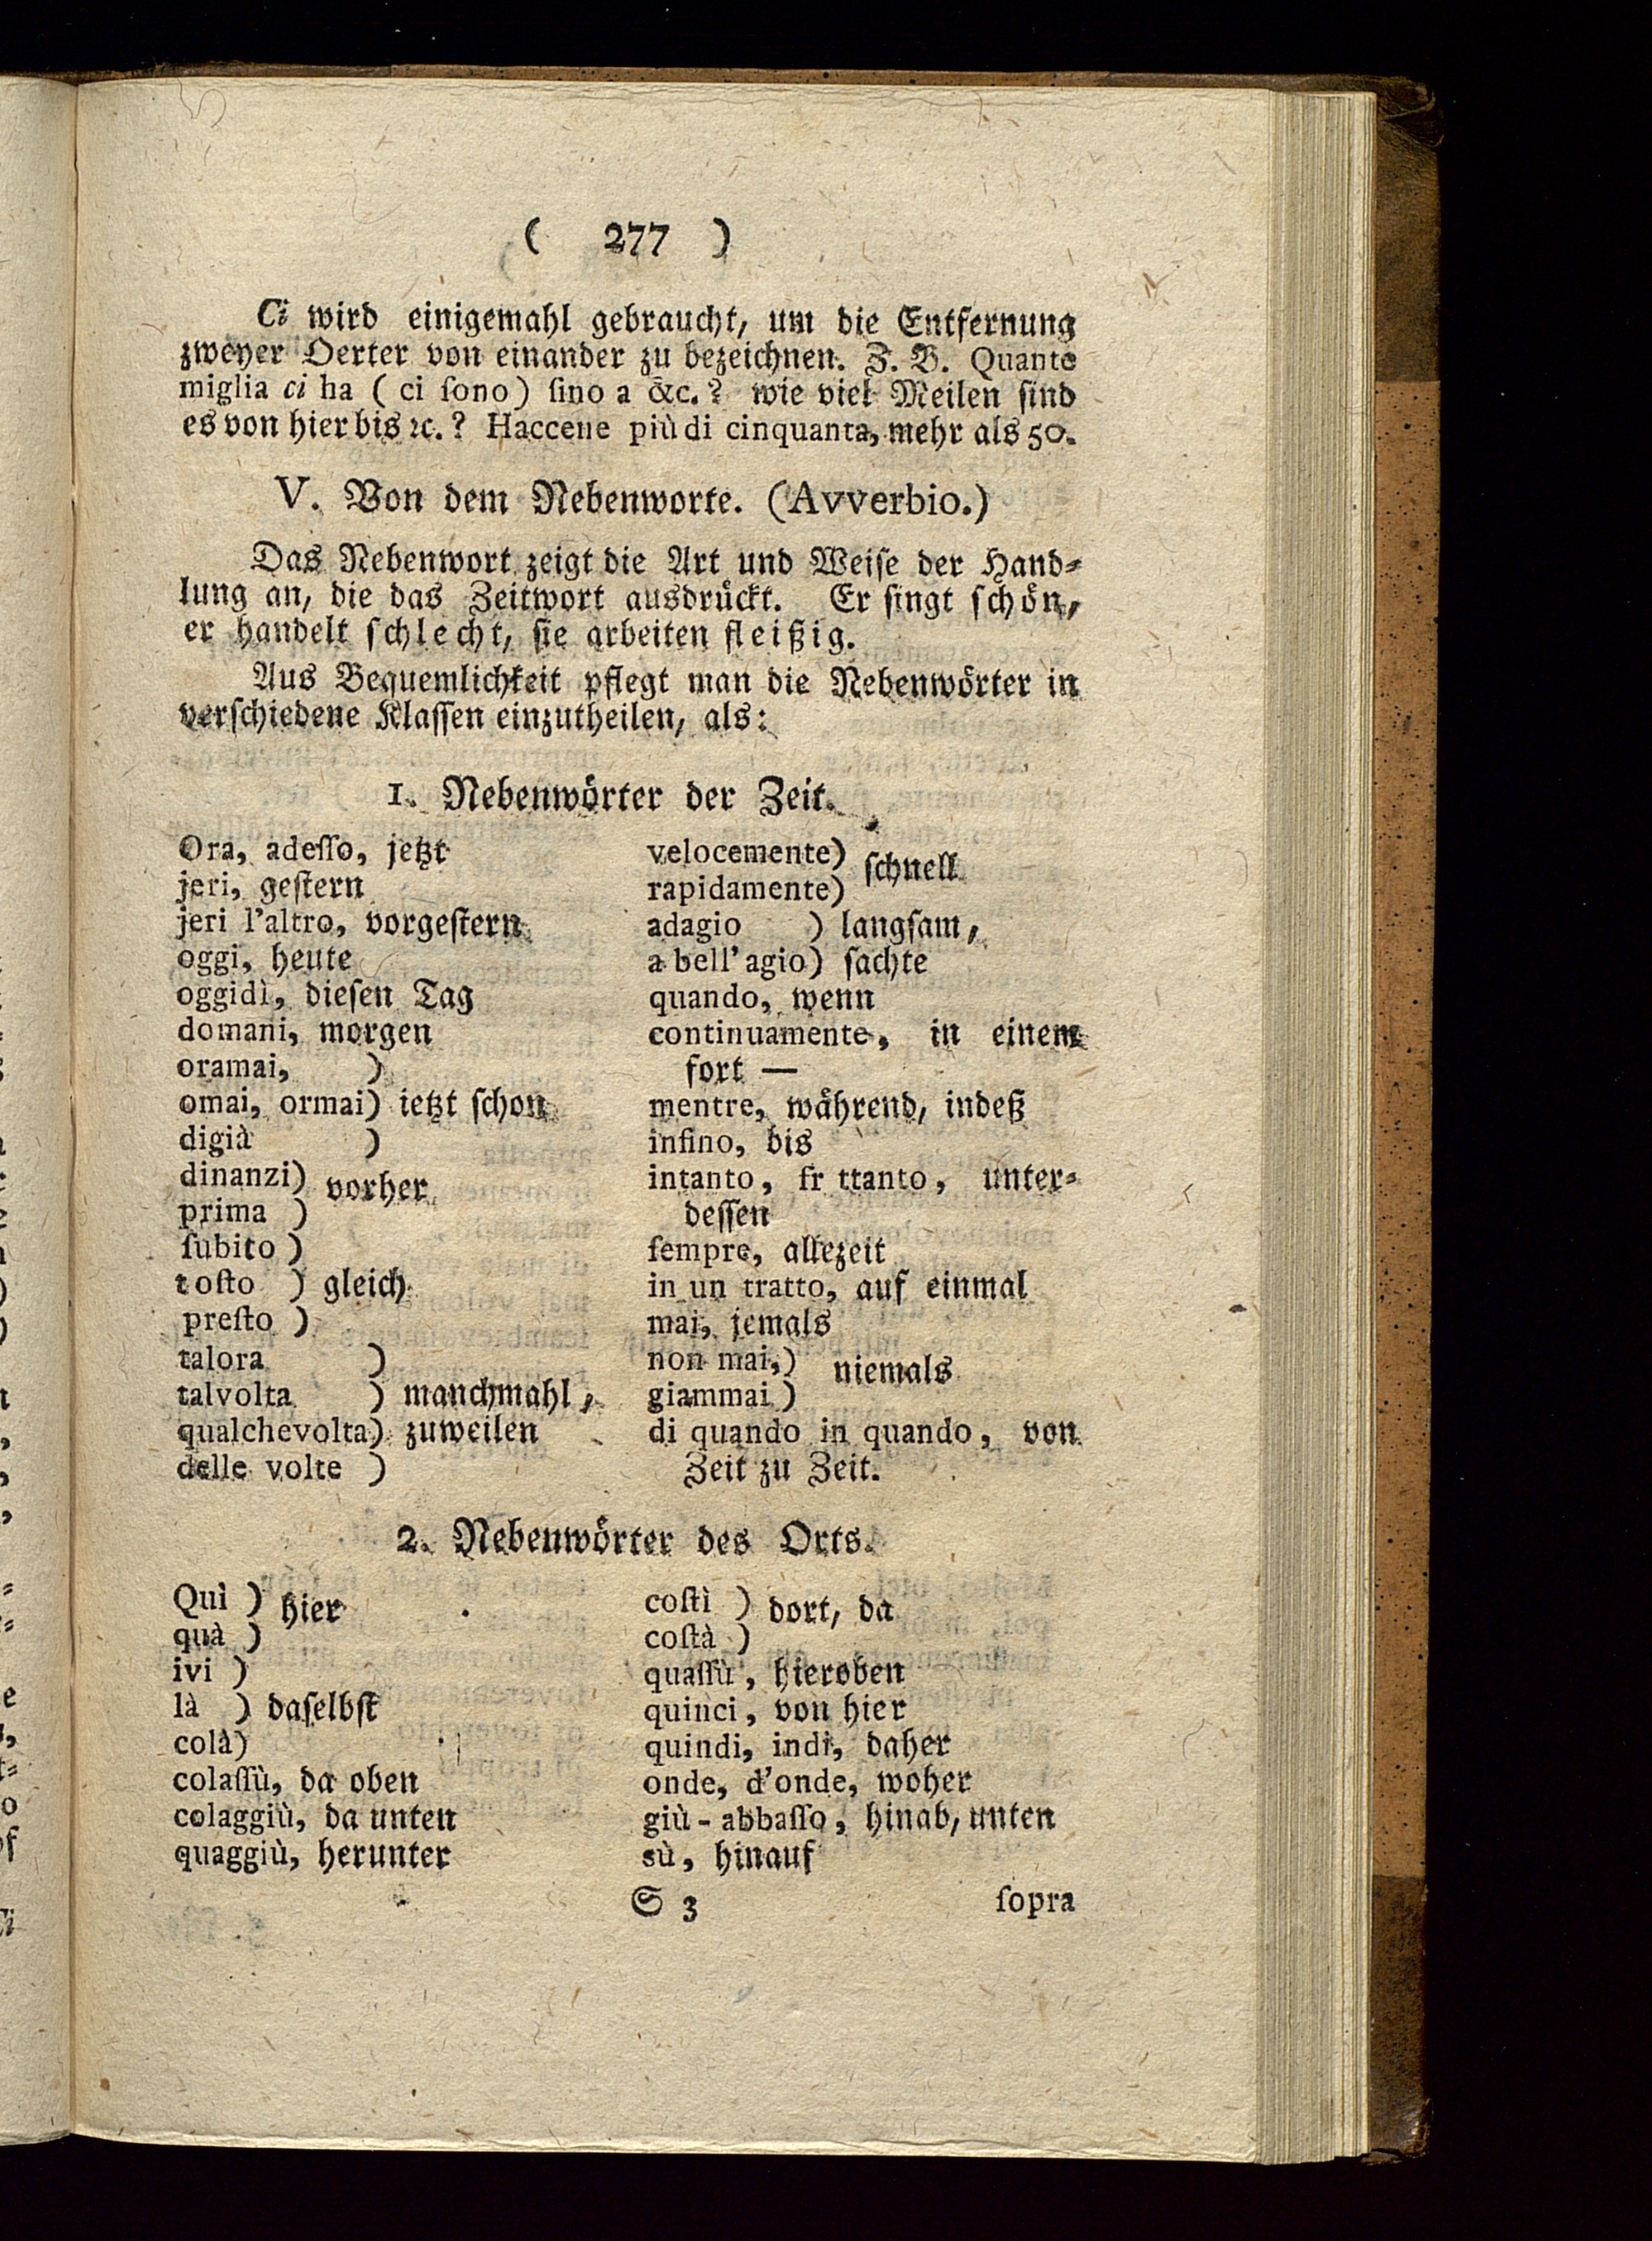 ( 277 )
Ci wird einigemahl gebraucht, um die Entfernung
zweyer Oerter von einander zu bezeichnen. Z. B. Quante
miglia ci ha ( ci ſono) ſino a &c.? wie viel Meilen ſind
es von hier bis ꝛc.? Haccene più di cinquanta, mehr als 50.
V. Von dem Nebenworte. (Avverbio.)
Das Nebenwort zeigt die Art und Weiſe der Hand⸗
lung an, die das Zeitwort ausdrückt. Er ſingt ſchön,
er handelt ſchlecht, ſie arbeiten fleißig.
Aus Bequemlichkeit pflegt man die Nebenwörter in
verſchiedene Klaſſen einzutheilen, als:
1. Nebenwörter der Zeit.
Ora, adeſſo, jetzt
jeri, geſtern
jeri l'altro, vorgeſtern
oggi, heute
oggidì, dieſen Tag
domani, morgen
oramai, )
omai, ormai) ietzt ſchon
digià )
dinanzi) vorher
prima )
ſubito )
toſto ) gleich
preſto )
talora )
talvolta ) manchmahl,
qualchevolta) zuweilen
delle volte )
velocemente) ſchnell
rapidamente)
adagio ) langſam,
a bell'agio) ſachte
quando, wenn
continuamente, in einem
fort —
mentre, während, indeß
infino, bis
intanto, fr ttanto, unter⸗
deſſen
ſempre, allezeit
in un tratto, auf einmal
mai, jemals
non mai,) niemals
giammai )
di quando in quando, von
Zeit zu Zeit.
2. Nebenwörter des Orts.
Quì ) hier
quà )
ivi )
là ) daſelbſt
colà)
colaſſù, da oben
colaggiù, da unten
quaggiù, herunter
coſtì ) dort, da
coſtà )
quaſſù, hieroben
quinci, von hier
quindi, indi, daher
onde, d'onde, woher
giù - abbaſſo, hinab, unten
sù, hinauf
S 3 ſopra